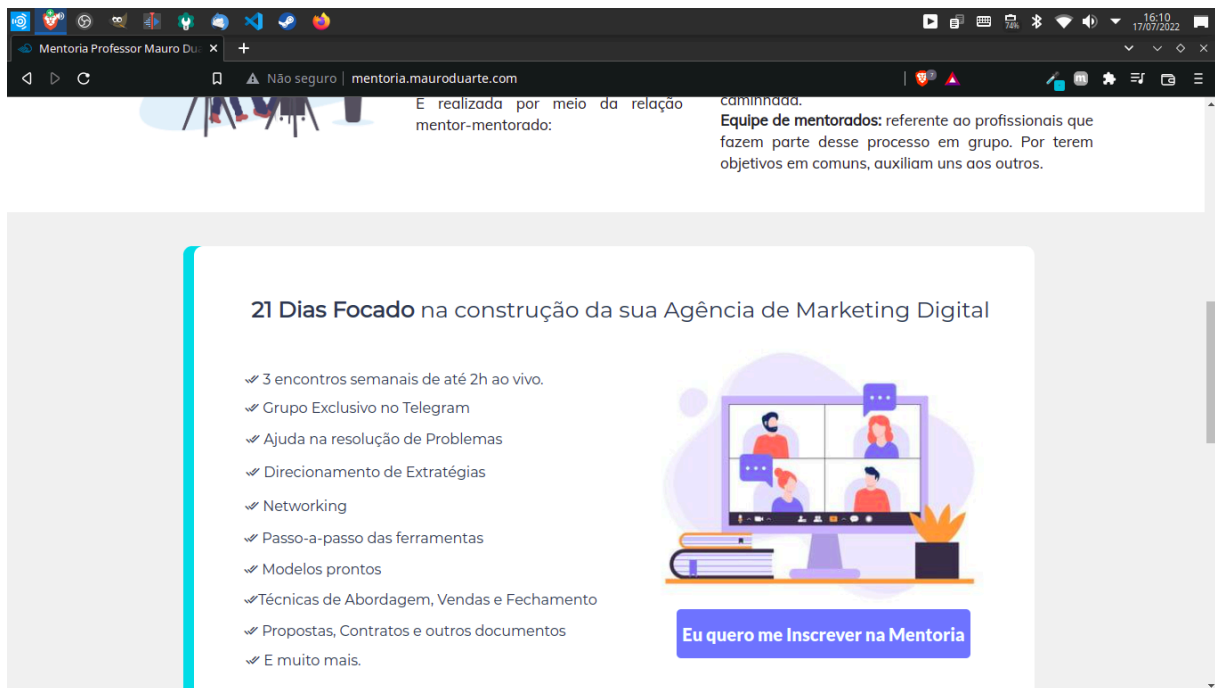 74%
16:10
17/07/2022
Mentoria Professor Mauro Du
Não seguro | mentoria.mauroduarte.com
É realizada por meio da relação
mentor-mentorado:
caminhada.
Equipe de mentorados: referente ao profissionais que
fazem parte desse processo em grupo. Por terem
objetivos em comuns, auxiliam uns aos outros.
21 Dias Focado na construção da sua Agência de Marketing Digital
3 encontros semanais de até 2h ao vivo.
Grupo Exclusivo no Telegram
Ajuda na resolução de Problemas
Direcionamento de Extratégias
Networking
Passo-a-passo das ferramentas
Modelos prontos
Técnicas de Abordagem, Vendas e Fechamento
Propostas, Contratos e outros documentos
E muito mais.
Eu quero me Inscrever na Mentoria